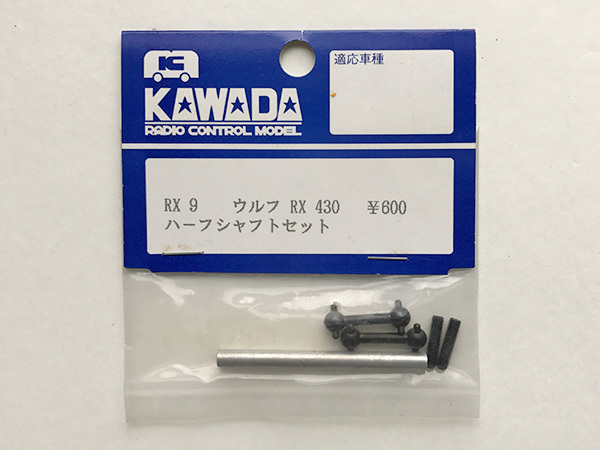 K
KAWADA
RADIO CONTROL MODEL
適応車種
RX 9 ウルフ RX 430 ¥600
ハーフシャフトセット